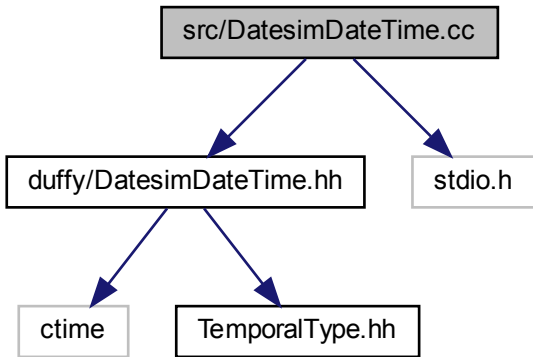 src/DatesimDateTime.cc
duffy/DatesimDateTime.hh
stdio.h
ctime
TemporalType.hh